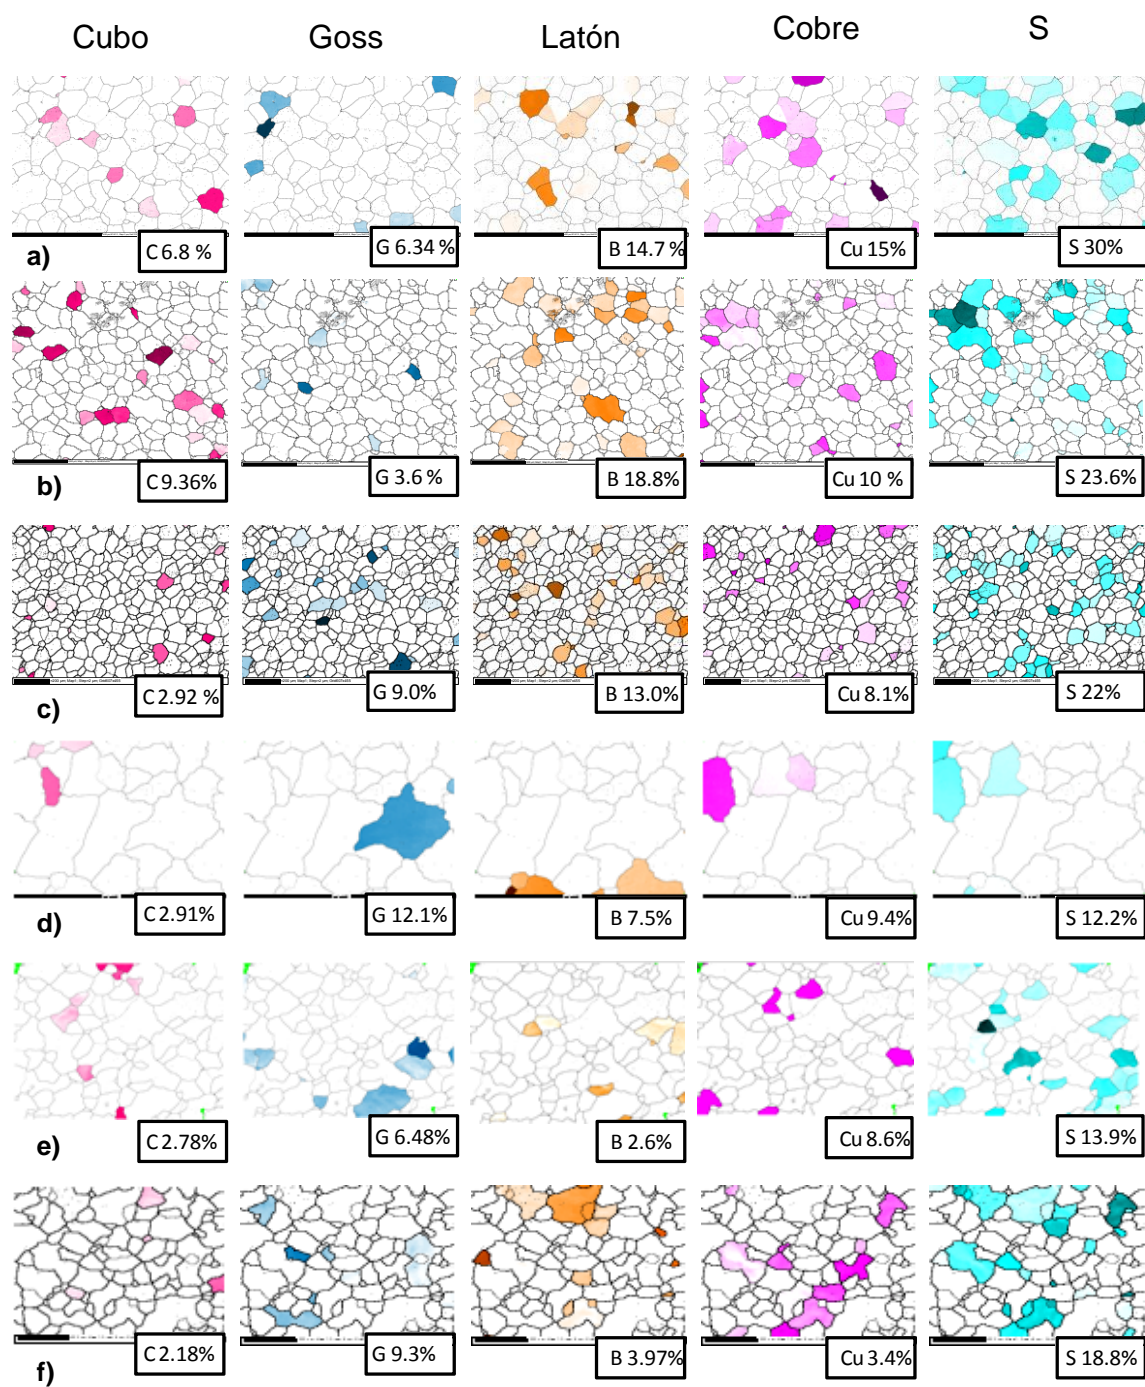 Cubo Goss Latón Cobre S
a) C 6.8 % G 6.34 % B 14.7 % Cu 15% S 30%
b) C 9.36% G 3.6 % B 18.8% Cu 10 % S 23.6%
c) C 2.92 % G 9.0% B 13.0% Cu 8.1% S 22%
d) C 2.91% G 12.1% B 7.5% Cu 9.4% S 12.2%
e) C 2.78% G 6.48% B 2.6% Cu 8.6% S 13.9%
f) C 2.18% G 9.3% B 3.97% Cu 3.4% S 18.8%